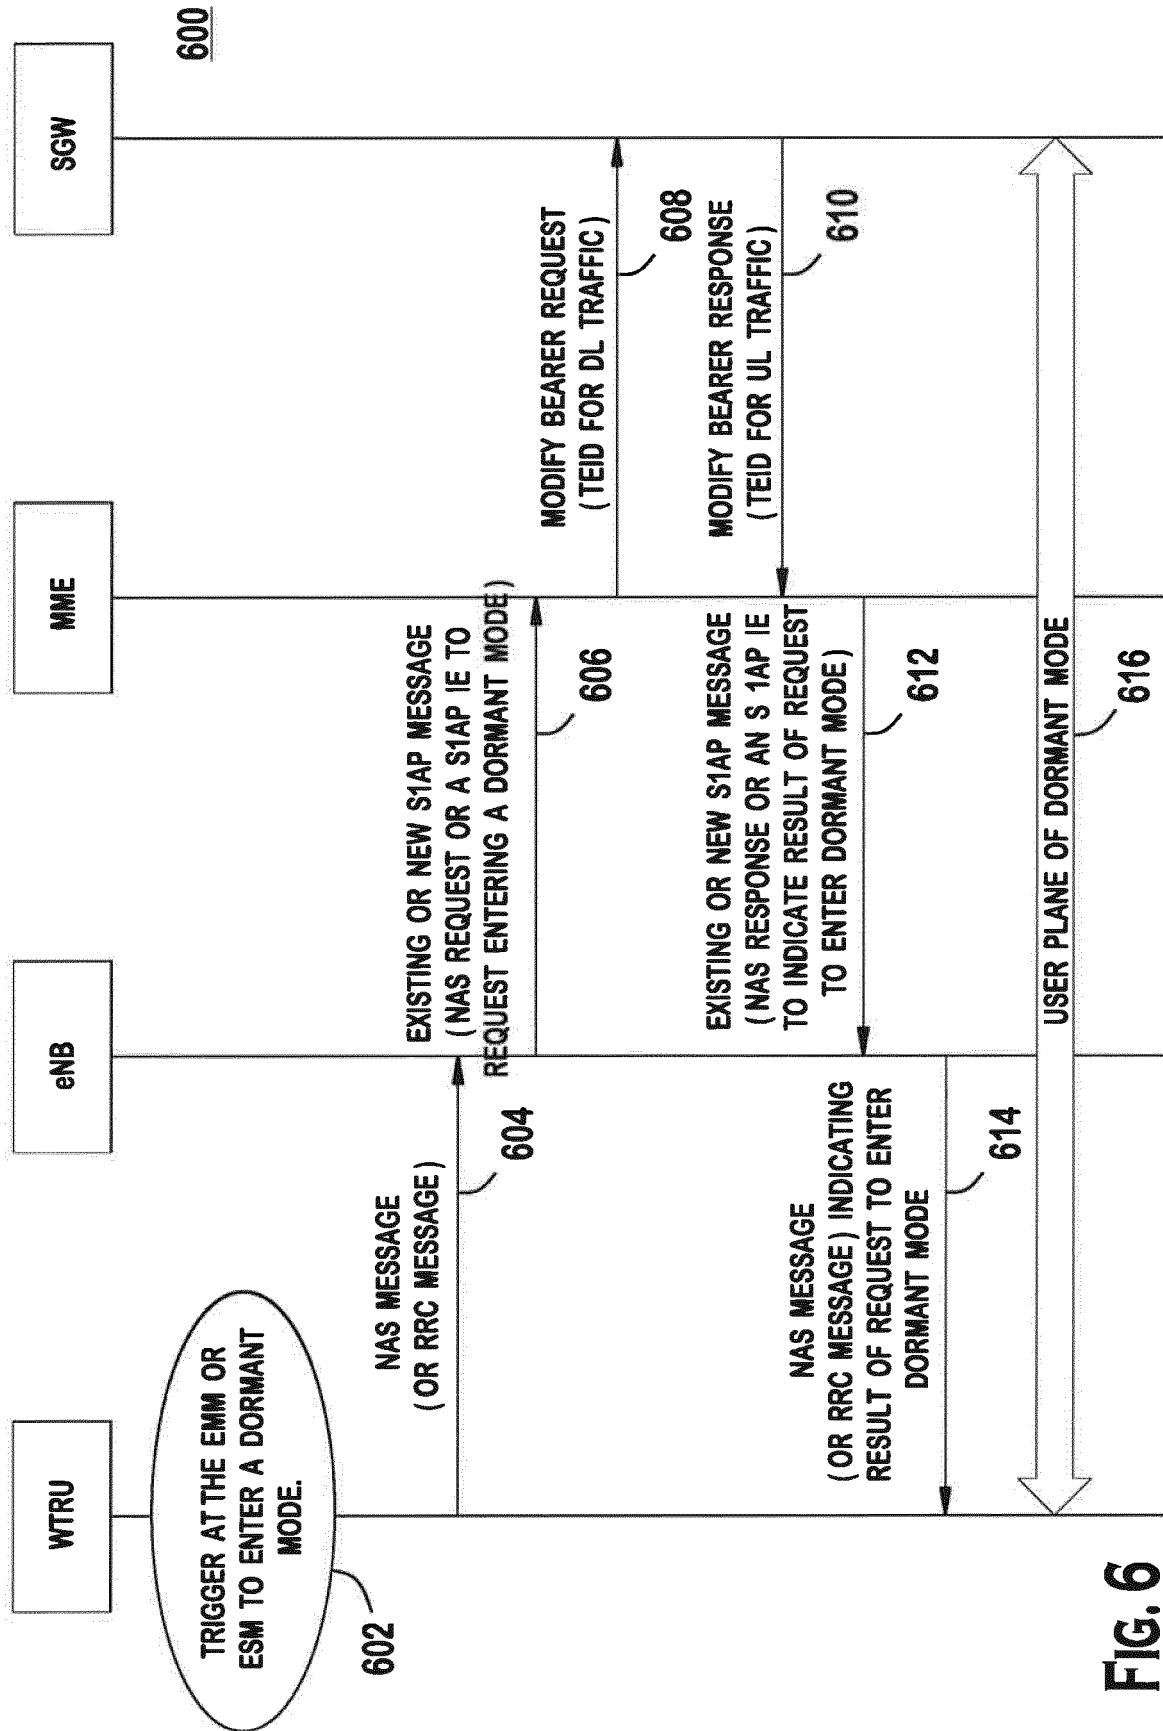 600
WTRU
eNB
MME
SGW
TRIGGER AT THE EMM OR
ESM TO ENTER A DORMANT
MODE.
602
NAS MESSAGE
(OR RRC MESSAGE)
604
EXISTING OR NEW S1AP MESSAGE
(NAS REQUEST OR A S1AP IE TO
REQUEST ENTERING A DORMANT MODE)
606
MODIFY BEARER REQUEST
(TEID FOR DL TRAFFIC)
608
MODIFY BEARER RESPONSE
(TEID FOR UL TRAFFIC)
610
EXISTING OR NEW S1AP MESSAGE
(NAS RESPONSE OR AN S 1AP IE
TO INDICATE RESULT OF REQUEST
TO ENTER DORMANT MODE)
612
NAS MESSAGE
(OR RRC MESSAGE) INDICATING
RESULT OF REQUEST TO ENTER
DORMANT MODE
614
USER PLANE OF DORMANT MODE
616
FIG. 6